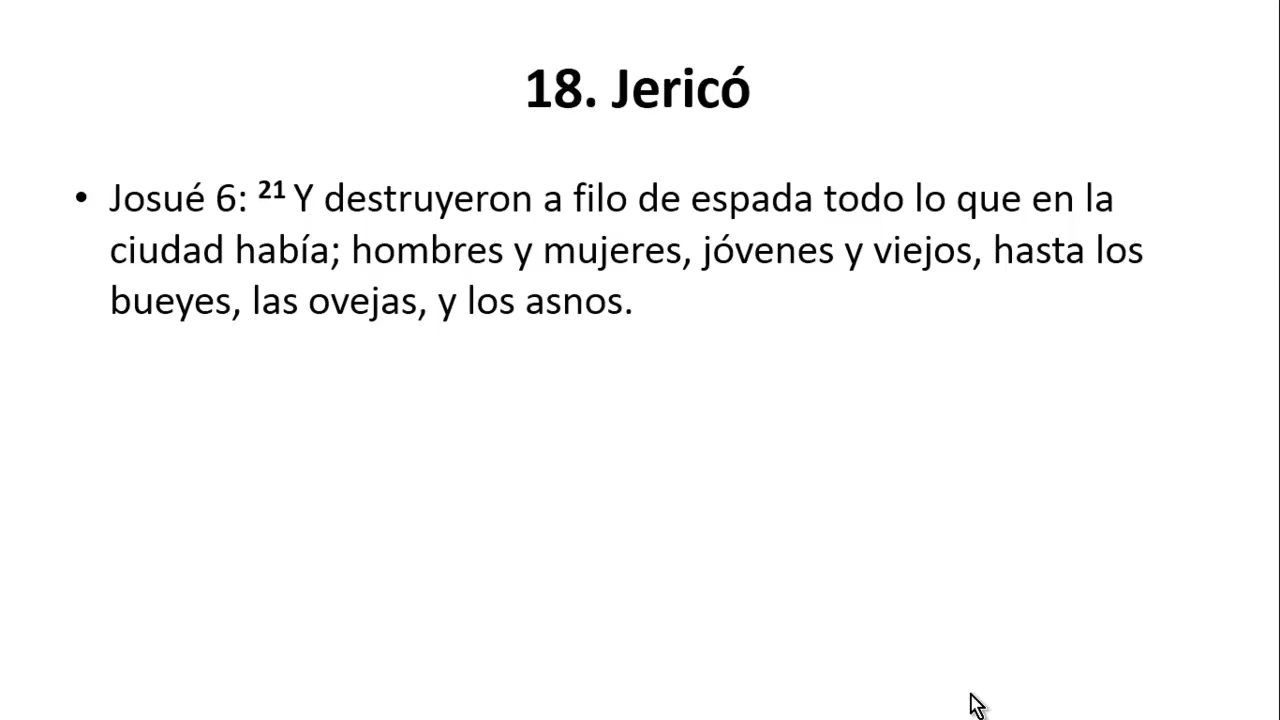 18. Jericó
• Josué 6: 21 Y destruyeron a filo de espada todo lo que en la
ciudad había; hombres y mujeres, jóvenes y viejos, hasta los
bueyes, las ovejas, y los asnos.